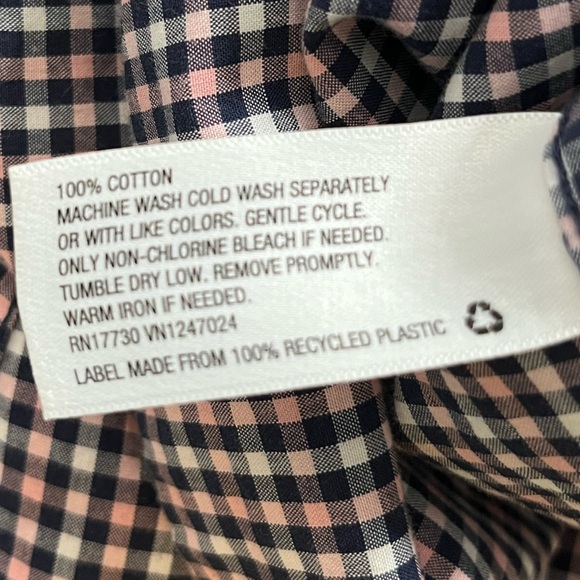 100% COTTON
MACHINE WASH COLD WASH SEPARATELY
OR WITH LIKE COLORS. GENTLE CYCLE.
ONLY NON-CHLORINE BLEACH IF NEEDED.
TUMBLE DRY LOW. REMOVE PROMPTLY.
WARM IRON IF NEEDED.
RN17730 VN1247024
LABEL MADE FROM 100% RECYCLED PLASTIC